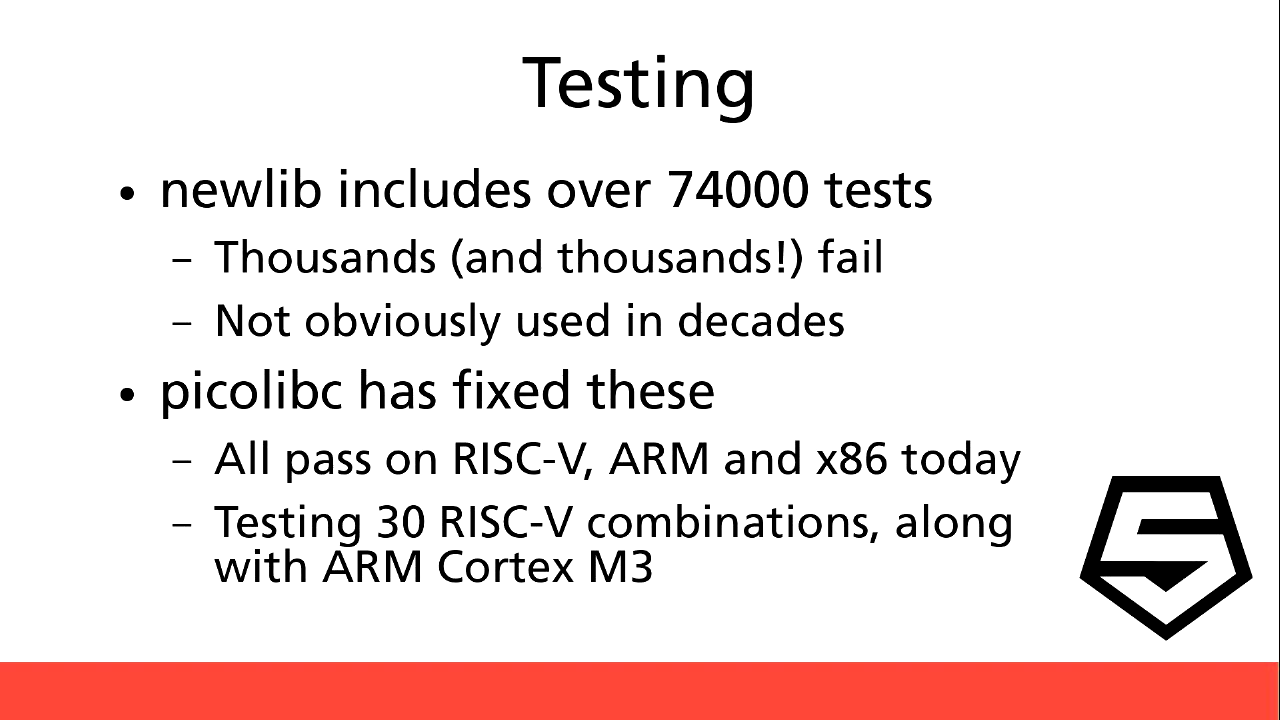 Testing
• newlib includes over 74000 tests
– Thousands (and thousands!) fail
– Not obviously used in decades
• picolibc has fixed these
– All pass on RISC-V, ARM and x86 today
– Testing 30 RISC-V combinations, along
with ARM Cortex M3